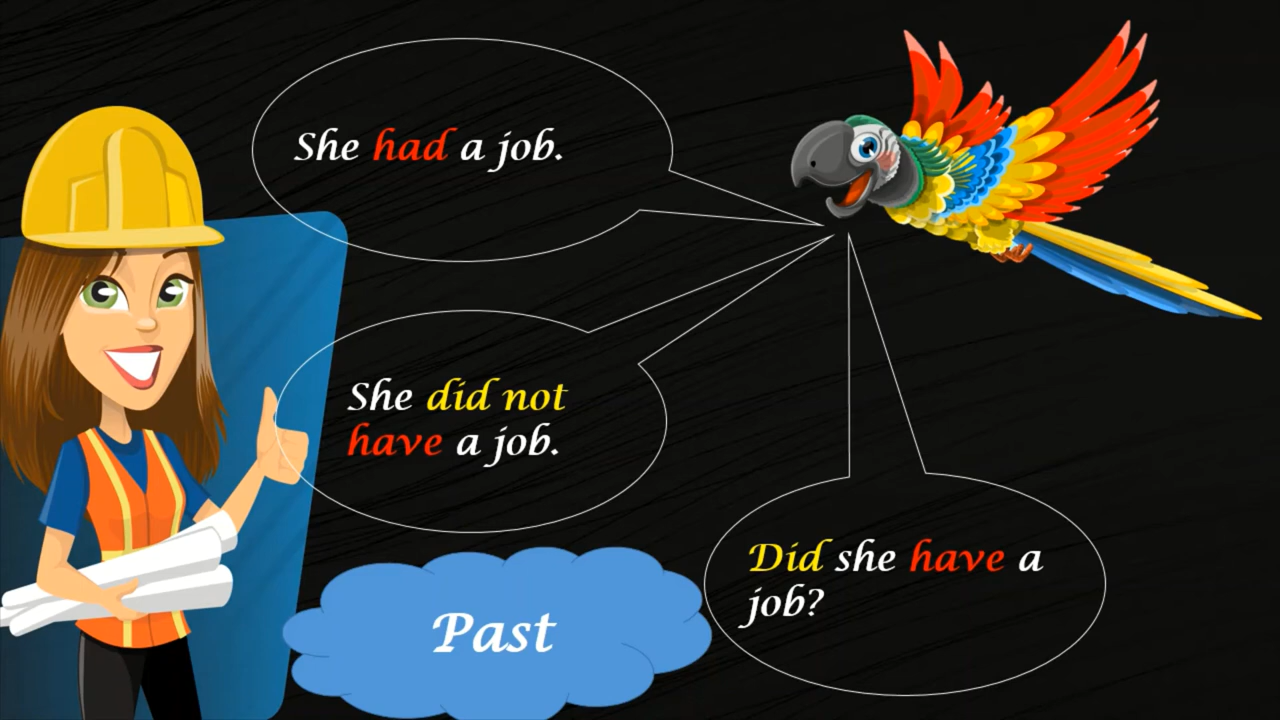 She had a job.
She did not
have a job.
Did she have a
job?
Past